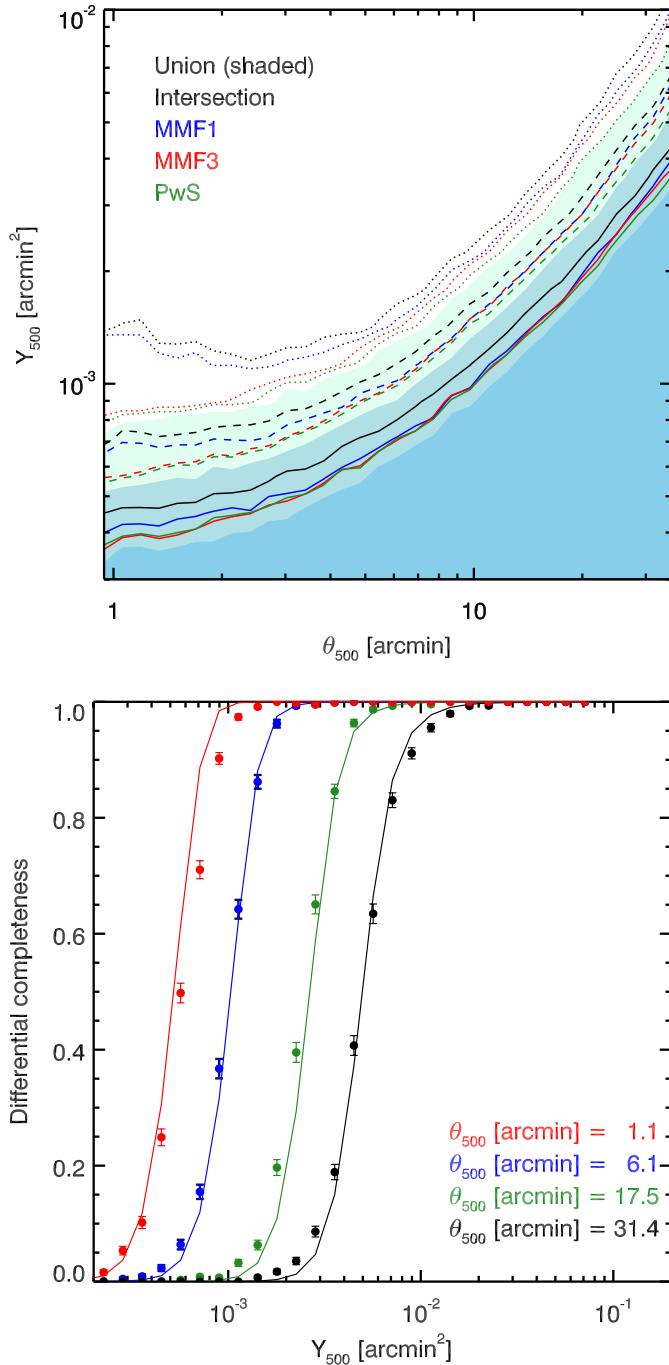 10⁻²
Union (shaded)
Intersection
MMF1
MMF3
PwS
Y₅₀₀ [arcmin²]
10⁻³
1 10
θ₅₀₀ [arcmin]
1.0
0.8
0.6
0.4
0.2
0.0
Differential completeness
θ₅₀₀ [arcmin] = 1.1
θ₅₀₀ [arcmin] = 6.1
θ₅₀₀ [arcmin] = 17.5
θ₅₀₀ [arcmin] = 31.4
10⁻³ 10⁻² 10⁻¹
Y₅₀₀ [arcmin²]